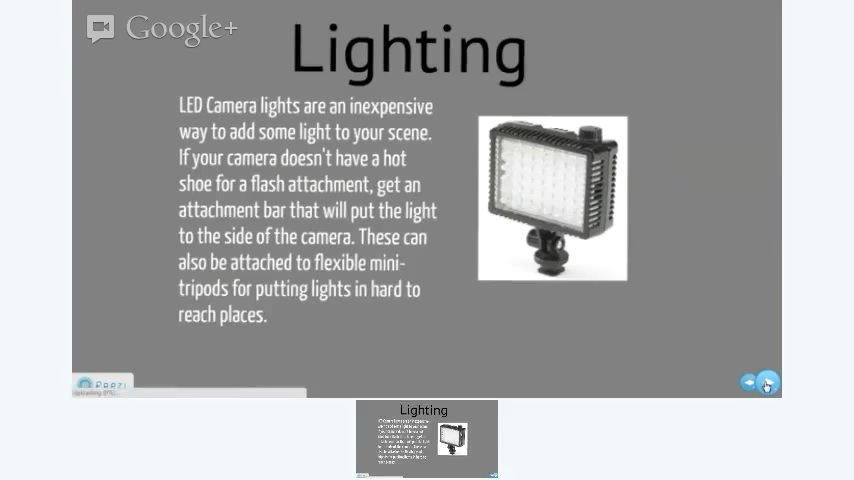 Google+
Lighting
LED Camera lights are an inexpensive
way to add some light to your scene.
If your camera doesn't have a hot
shoe for a flash attachment, get an
attachment bar that will put the light
to the side of the camera. These can
also be attached to flexible mini-
tripods for putting lights in hard to
reach places.
Prezi
Lighting